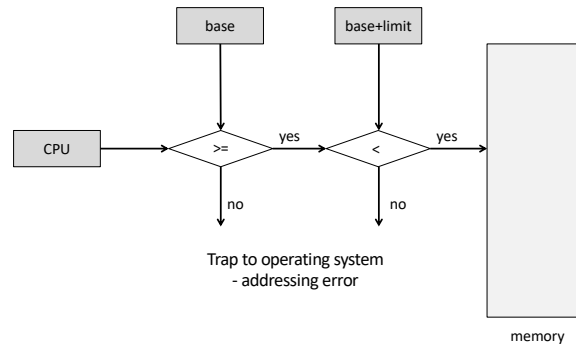 base
base+limit
CPU
>=
yes
<
yes
no
no
Trap to operating system
- addressing error
memory